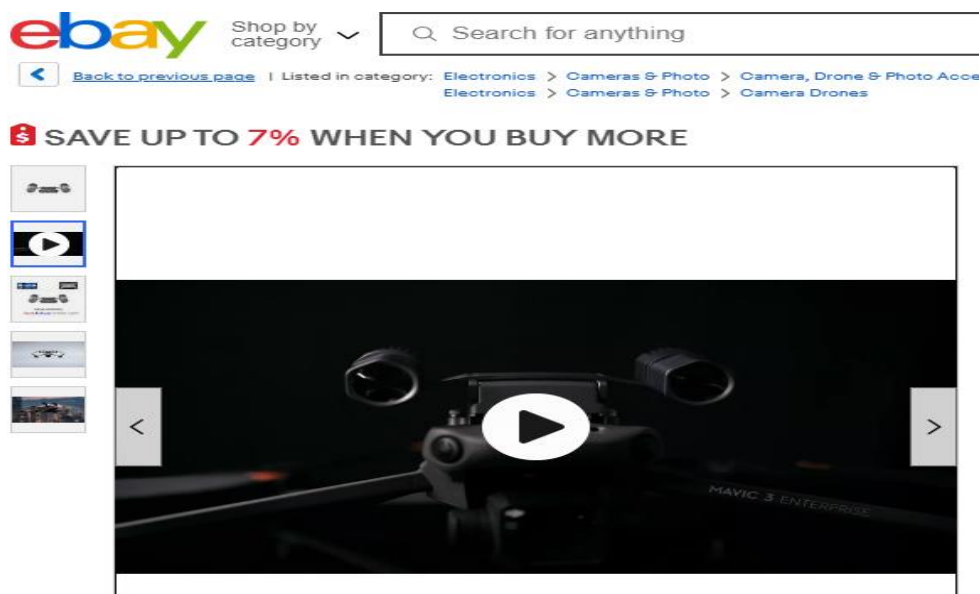 ebay
Shop by
category
Search for anything
Back to previous page | Listed in category: Electronics > Cameras & Photo > Camera, Drone & Photo Acce
Electronics > Cameras & Photo > Camera Drones
SAVE UP TO 7% WHEN YOU BUY MORE
MAVIC 3 ENTERPRISE